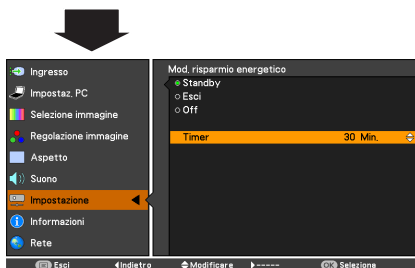 Ingresso
Impostaz. PC
Selezione immagine
Regolazione immagine
Aspetto
Suono
Impostazione
Informazioni
Rete
Mod. risparmio energetico
Standby
Esci
Off
Timer 30 Min.
Esci Indietro Modificare ----- Selezione